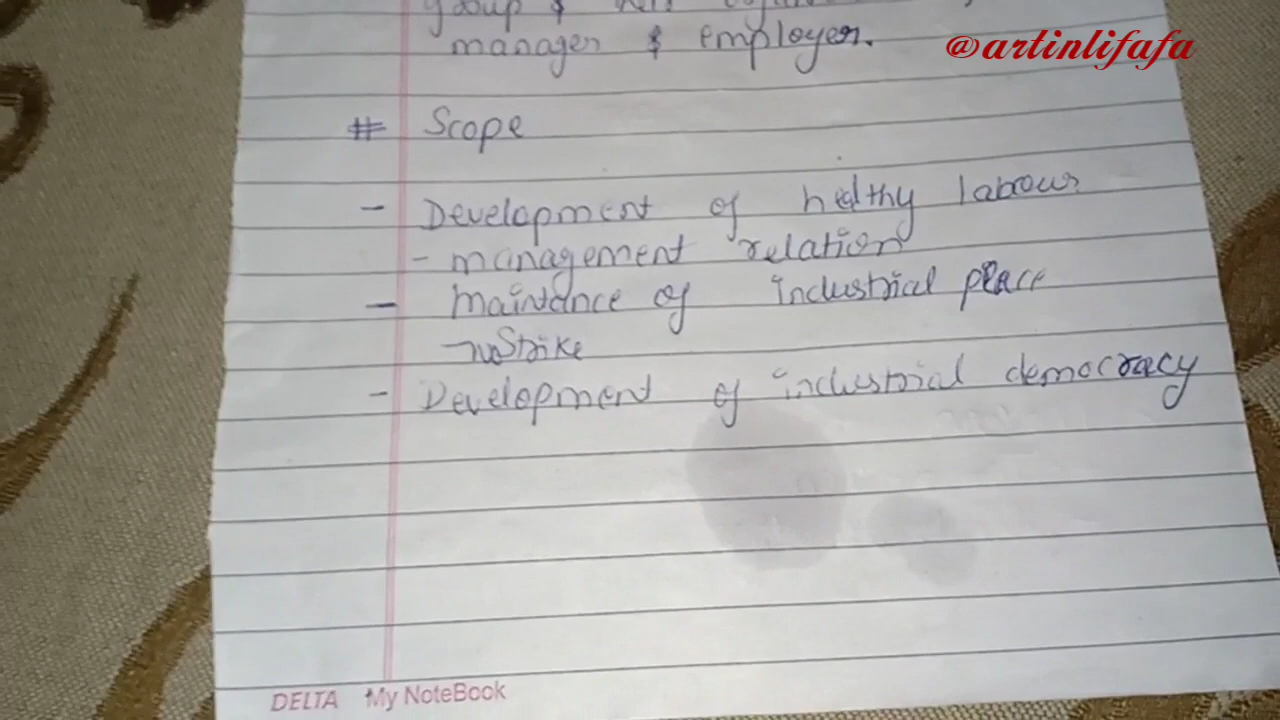 group &
manager & employer.
@artinlifafa
# Scope
- Development of healthy labour
- management relation
- maintance of industrial peace
→ no Strike
- Development of industrial democracy
DELTA My NoteBook